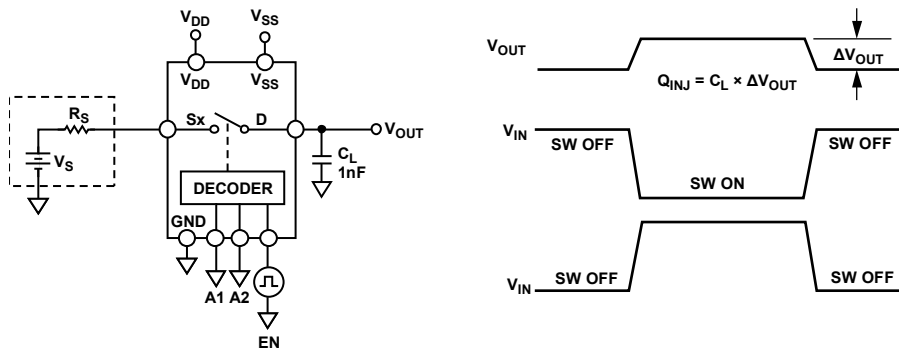 VDD
VSS
VDD
VSS
RS
Sx
D
VOUT
VS
CL
1nF
DECODER
GND
A1
A2
EN
VOUT
ΔVOUT
QINJ = CL × ΔVOUT
VIN
SW OFF
SW OFF
SW ON
VIN
SW OFF
SW OFF